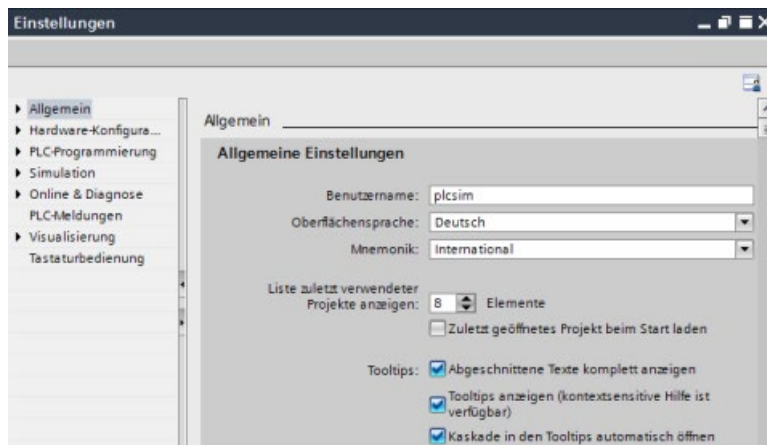 Einstellungen
Allgemein
Hardware-Konfigura...
PLC-Programmierung
Simulation
Online & Diagnose
PLC-Meldungen
Visualisierung
Tastaturbedienung
Allgemein
Allgemeine Einstellungen
Benutzername: plcsim
Oberflächensprache: Deutsch
Mnemonik: International
Liste zuletzt verwendeter
Projekte anzeigen: 8 Elemente
Zuletzt geöffnetes Projekt beim Start laden
Tooltips: Abgeschnittene Texte komplett anzeigen
Tooltips anzeigen (kontextsensitive Hilfe ist
verfügbar)
Kaskade in den Tooltips automatisch öffnen